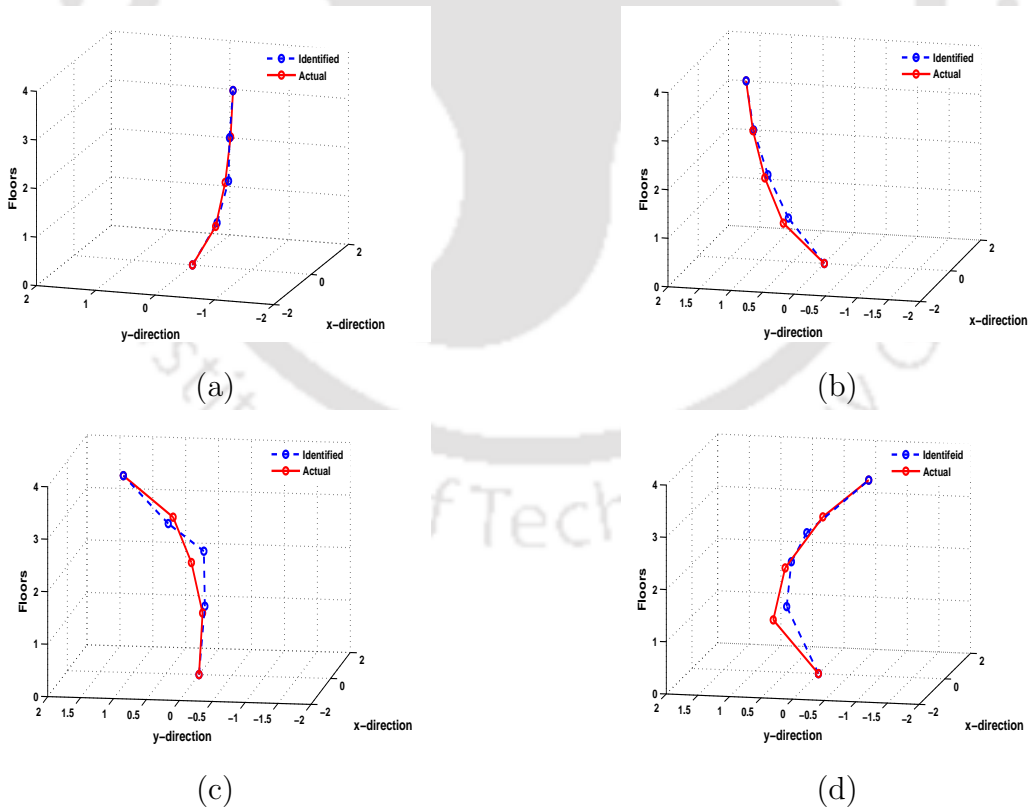 Identified
Actual
4
3
2
1
0
Floors
2
1
0
−1
−2
y−direction
−2
0
2
x−direction
(a)
Identified
Actual
4
3
2
1
0
Floors
2
1.5
1
0.5
0
−0.5
−1
−1.5
−2
y−direction
−2
0
2
x−direction
(b)
Identified
Actual
4
3
2
1
0
Floors
2
1.5
1
0.5
0
−0.5
−1
−1.5
−2
y−direction
−2
0
2
x−direction
(c)
Identifeid
Actual
4
3
2
1
0
Floors
2
1.5
1
0.5
0
−0.5
−1
−1.5
−2
y−direction
−2
0
2
x−direction
(d)
of Tech